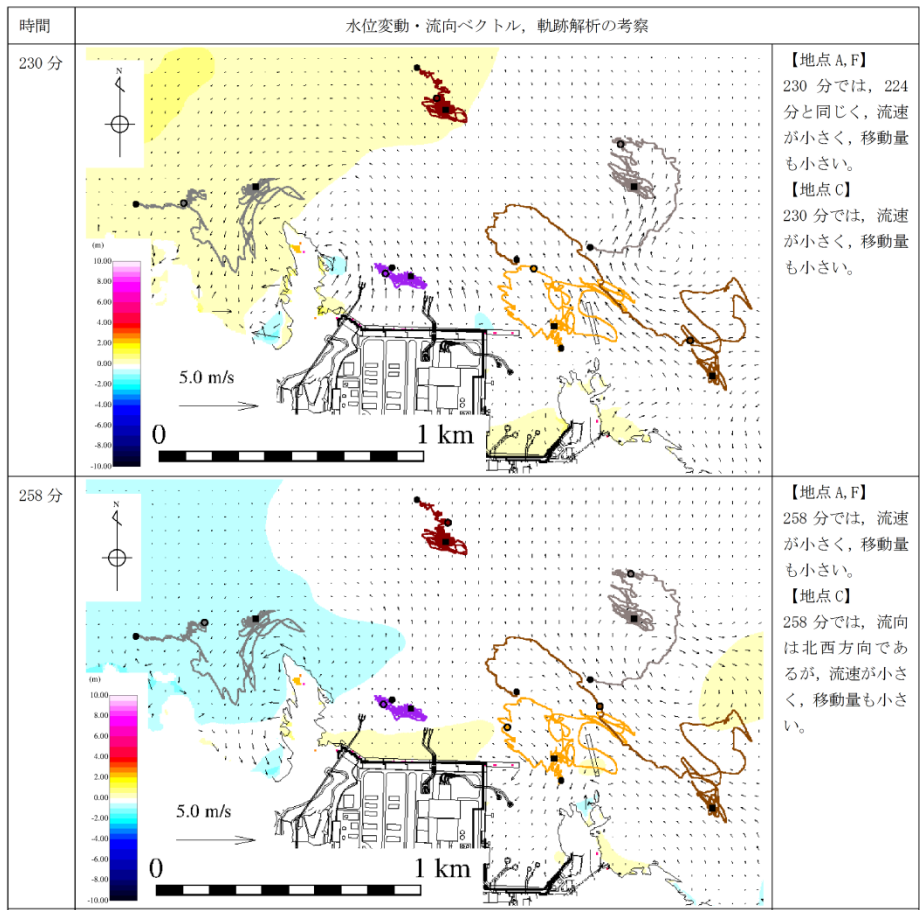 時間
水位変動・流向ベクトル，軌跡解析の考察
230 分
N
(m)
10.00
8.00
6.00
4.00
2.00
0.00
-2.00
-4.00
-6.00
-8.00
-10.00
5.0 m/s
0
1 km
【地点 A, F】
230 分では，224
分と同じく，流速
が小さく，移動量
も小さい。
【地点 C】
230 分では，流速
が小さく，移動量
も小さい。
258 分
N
(m)
10.00
8.00
6.00
4.00
2.00
0.00
-2.00
-4.00
-6.00
-8.00
-10.00
5.0 m/s
0
1 km
【地点 A, F】
258 分では，流速
が小さく，移動量
も小さい。
【地点 C】
258 分では，流向
は北西方向であ
るが，流速が小さ
く，移動量も小さ
い。